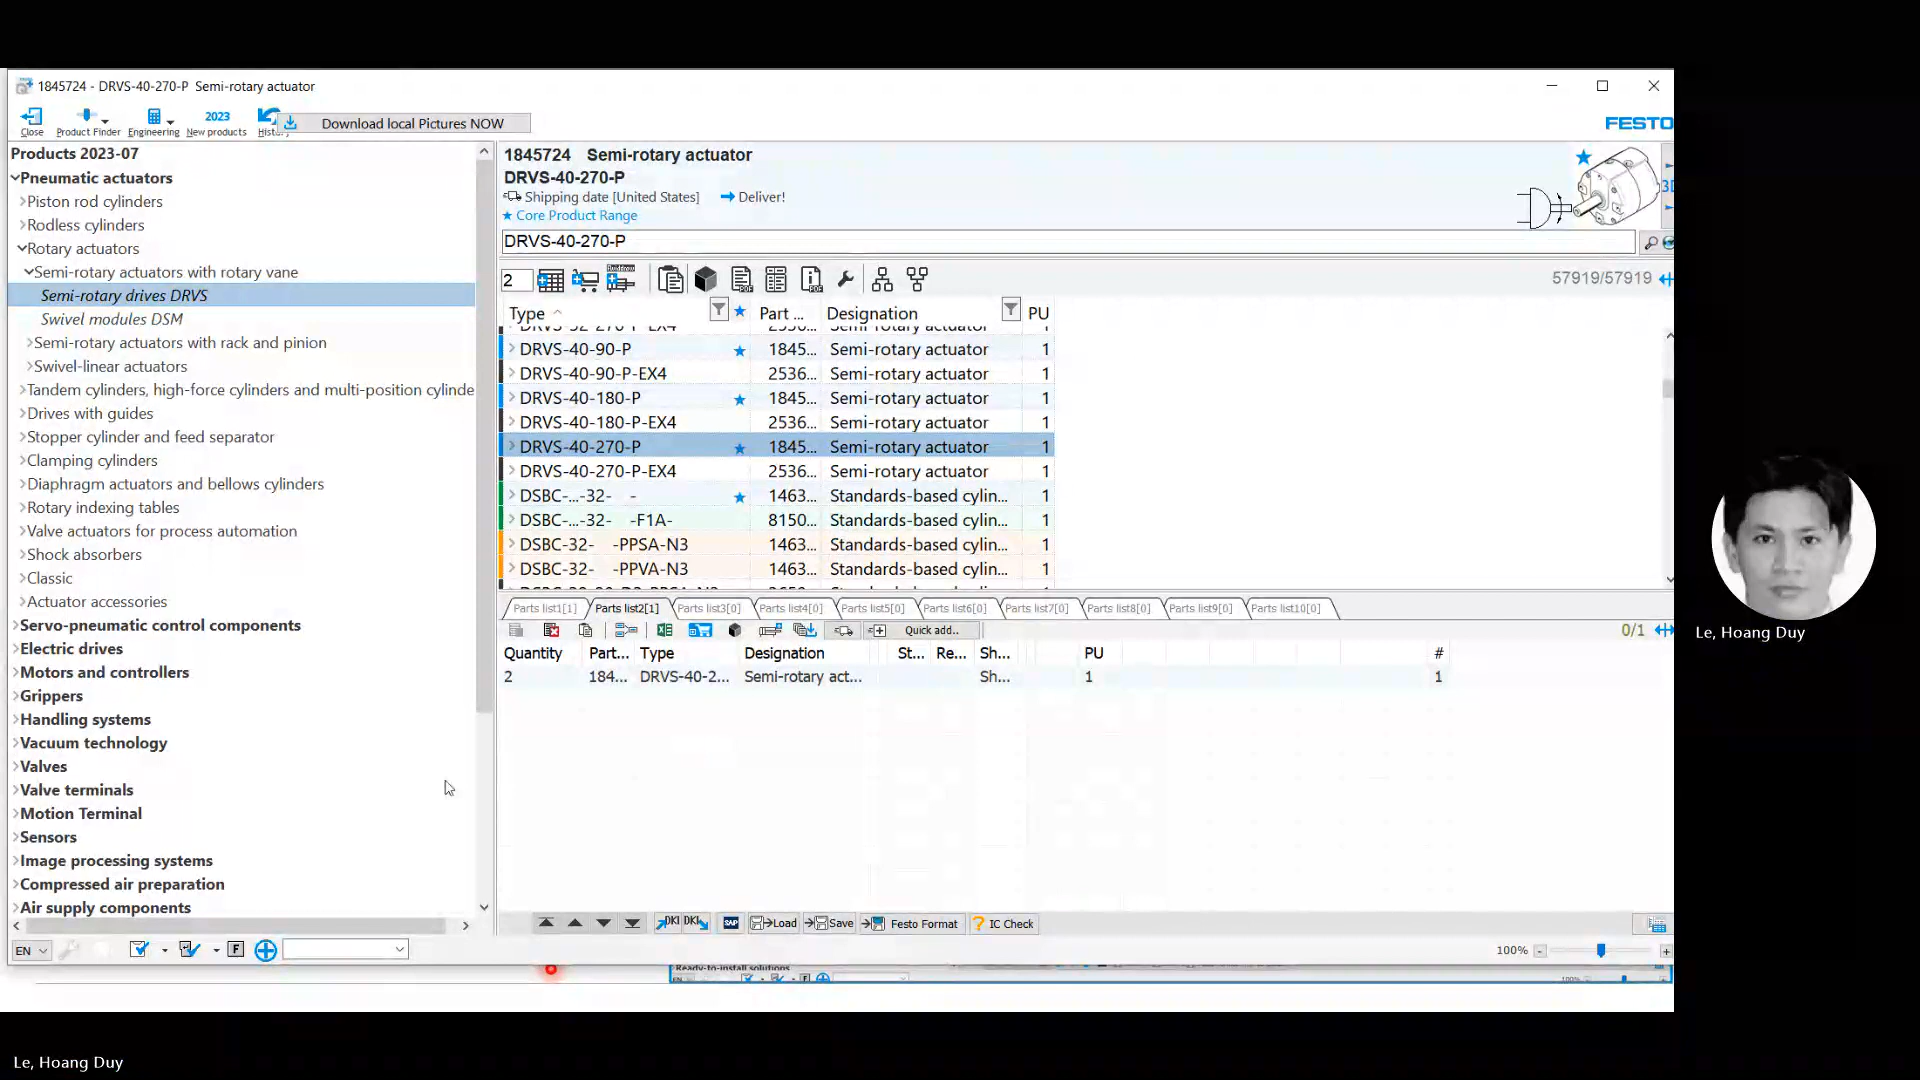 1845724 - DRVS-40-270-P Semi-rotary actuator
Close
Product Finder
Engineering
2023
New products
Download local Pictures NOW
FESTO
Products 2023-07
Pneumatic actuators
Piston rod cylinders
Rodless cylinders
Rotary actuators
Semi-rotary actuators with rotary vane
Semi-rotary drives DRVS
Swivel modules DSM
Semi-rotary actuators with rack and pinion
Swivel-linear actuators
Tandem cylinders, high-force cylinders and multi-position cylinde
Drives with guides
Stopper cylinder and feed separator
Clamping cylinders
Diaphragm actuators and bellows cylinders
Rotary indexing tables
Valve actuators for process automation
Shock absorbers
Classic
Actuator accessories
Servo-pneumatic control components
Electric drives
Motors and controllers
Grippers
Handling systems
Vacuum technology
Valves
Valve terminals
Motion Terminal
Sensors
Image processing systems
Compressed air preparation
Air supply components
EN
1845724 Semi-rotary actuator
DRVS-40-270-P
Shipping date [United States] Deliver!
Core Product Range
DRVS-40-270-P
2
57919/57919
Type Part ... Designation PU
DRVS-40-90-P 1845... Semi-rotary actuator 1
DRVS-40-90-P-EX4 2536... Semi-rotary actuator 1
DRVS-40-180-P 1845... Semi-rotary actuator 1
DRVS-40-180-P-EX4 2536... Semi-rotary actuator 1
DRVS-40-270-P 1845... Semi-rotary actuator 1
DRVS-40-270-P-EX4 2536... Semi-rotary actuator 1
DSBC-...-32- - 1463... Standards-based cylin... 1
DSBC-...-32- -F1A- 8150... Standards-based cylin... 1
DSBC-32- -PPSA-N3 1463... Standards-based cylin... 1
DSBC-32- -PPVA-N3 1463... Standards-based cylin... 1
Parts list1[1] Parts list2[1] Parts list3[0] Parts list4[0] Parts list5[0] Parts list6[0] Parts list7[0] Parts list8[0] Parts list9[0] Parts list10[0]
Quick add..
0/1
Quantity Part... Type Designation St... Re... Sh... PU #
2 184... DRVS-40-2... Semi-rotary act... Sh... 1 1
DKI DKI SAP Load Save Festo Format IC Check
100%
Ready-to-install solutions
Le, Hoang Duy
Le, Hoang Duy